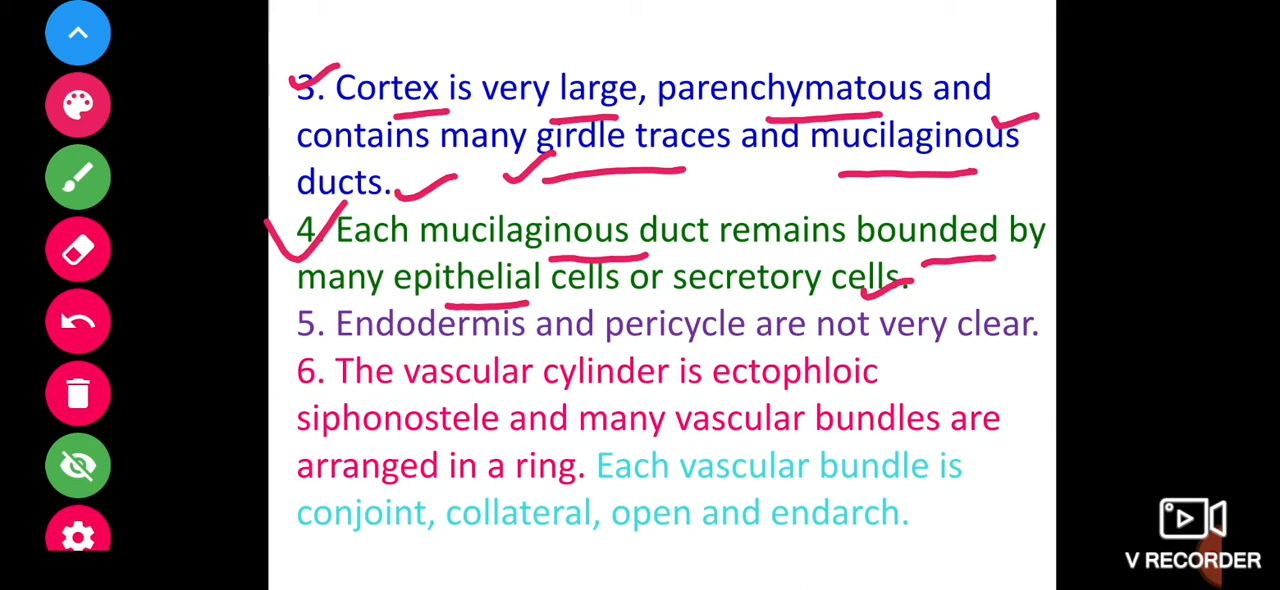 3. Cortex is very large, parenchymatous and
contains many girdle traces and mucilaginous
ducts.
4. Each mucilaginous duct remains bounded by
many epithelial cells or secretory cells.
5. Endodermis and pericycle are not very clear.
6. The vascular cylinder is ectophloic
siphonostele and many vascular bundles are
arranged in a ring. Each vascular bundle is
conjoint, collateral, open and endarch.
V RECORDER